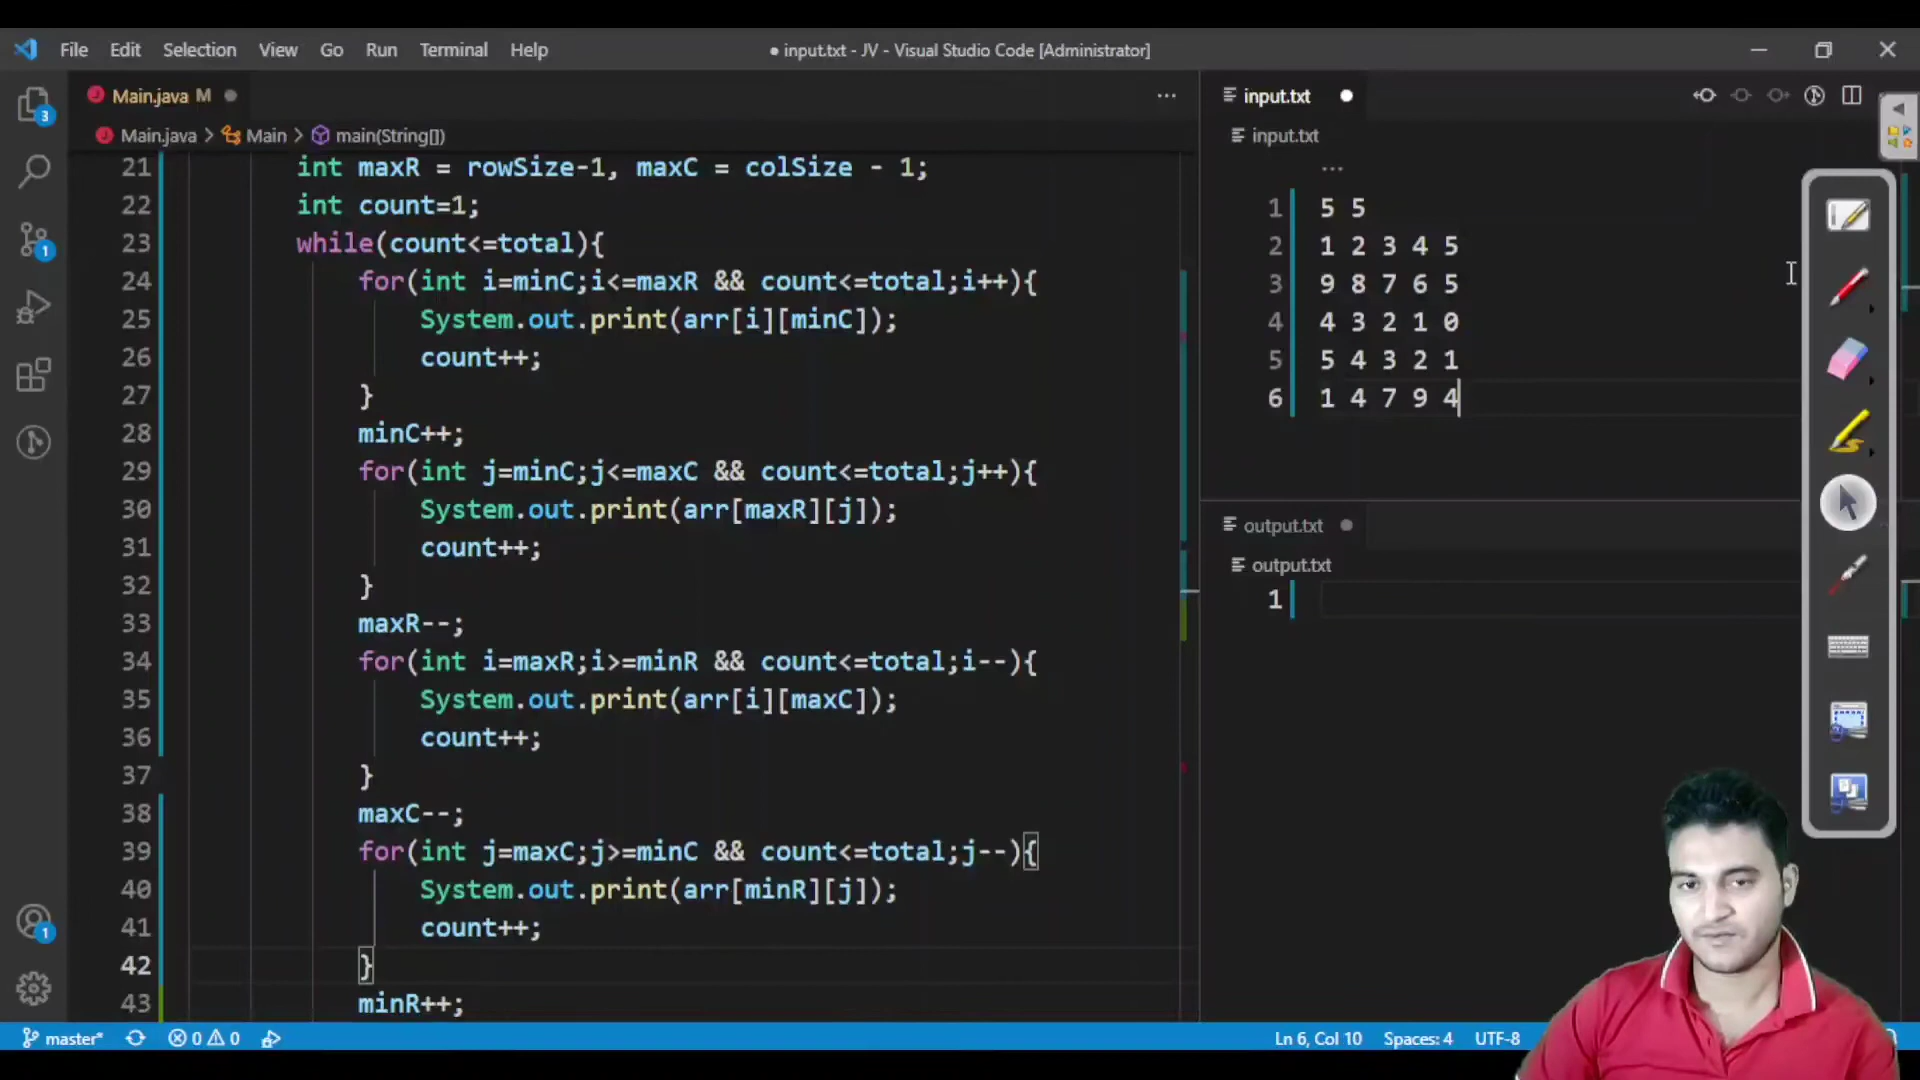 File Edit Selection View Go Run Terminal Help
● input.txt - JV - Visual Studio Code [Administrator]
Main.java M ●
Main.java > Main > main(String[])
21 int maxR = rowSize-1, maxC = colSize - 1;
22 int count=1;
23 while(count<=total){
24 for(int i=minC;i<=maxR && count<=total;i++){
25 System.out.print(arr[i][minC]);
26 count++;
27 }
28 minC++;
29 for(int j=minC;j<=maxC && count<=total;j++){
30 System.out.print(arr[maxR][j]);
31 count++;
32 }
33 maxR--;
34 for(int i=maxR;i>=minR && count<=total;i--){
35 System.out.print(arr[i][maxC]);
36 count++;
37 }
38 maxC--;
39 for(int j=maxC;j>=minC && count<=total;j--){
40 System.out.print(arr[minR][j]);
41 count++;
42 }
43 minR++;
input.txt ●
input.txt
...
1 5 5
2 1 2 3 4 5
3 9 8 7 6 5
4 4 3 2 1 0
5 5 4 3 2 1
6 1 4 7 9 4
output.txt ●
output.txt
1
3
1
1
master* 0 0
Ln 6, Col 10 Spaces: 4 UTF-8